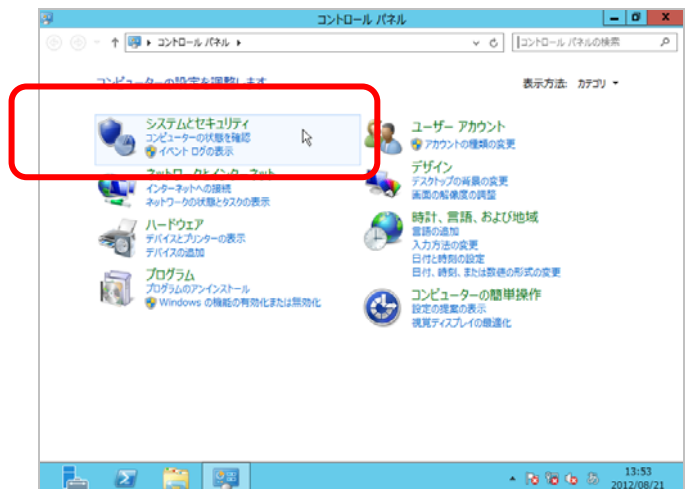 コントロール パネル
コントロール パネル
コントロール パネルの検索
コンピューターの設定を調整します
表示方法: カテゴリ
システムとセキュリティ
コンピューターの状態を確認
イベント ログの表示
ネットワークとインターネット
インターネットへの接続
ネットワークの状態とタスクの表示
ハードウェア
デバイスとプリンターの表示
デバイスの追加
プログラム
プログラムのアンインストール
Windows の機能の有効化または無効化
ユーザー アカウント
アカウントの種類の変更
デザイン
デスクトップの背景の変更
画面の解像度の調整
時計、言語、および地域
言語の追加
入力方法の変更
日付と時刻の設定
日付、時刻、または数値の形式の変更
コンピューターの簡単操作
設定の提案の表示
視覚ディスプレイの最適化
13:53
2012/08/21